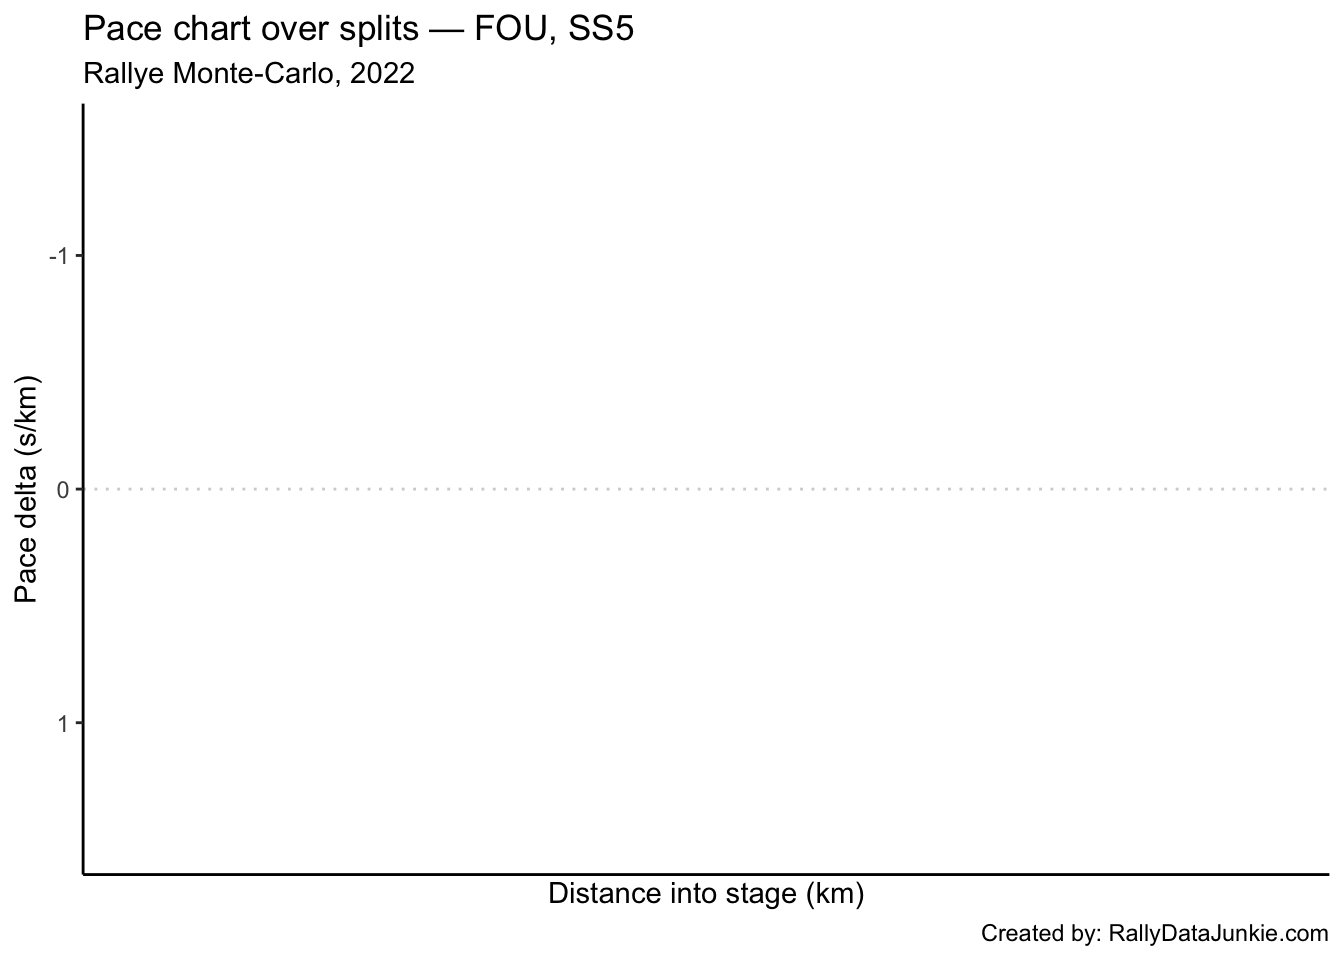 Pace chart over splits — FOU, SS5
Rallye Monte-Carlo, 2022
-1
0
1
Pace delta (s/km)
Distance into stage (km)
Created by: RallyDataJunkie.com